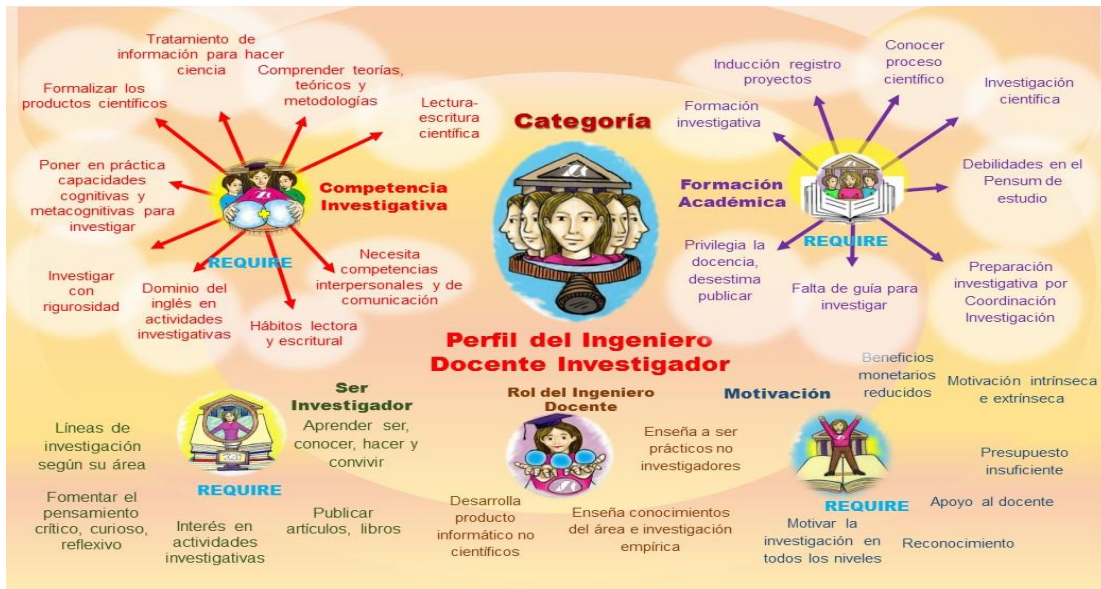 Tratamiento de
información para hacer
ciencia
Comprender teorías,
teóricos y
metodologías
Formalizar los
productos científicos
Lectura-
escritura
científica
Poner en práctica
capacidades
cognitivas y
metacognitivas para
investigar
Competencia
Investigativa
REQUIRE
Investigar
con
rigurosidad
Dominio del
inglés en
actividades
investigativas
Hábitos lectora
y escritural
Necesita
competencias
interpersonales y de
comunicación
Categoría
Perfil del Ingeniero
Docente Investigador
Inducción registro
proyectos
Conocer
proceso
científico
Formación
investigativa
Investigación
científica
Formación
Académica
Debilidades en el
Pensum de
estudio
REQUIRE
Privilegia la
docencia,
desestima
publicar
Falta de guía para
investigar
Preparación
investigativa por
Coordinación
Investigación
Ser
Investigador
Aprender ser,
conocer, hacer y
convivir
Líneas de
investigación
según su área
REQUIRE
Fomentar el
pensamiento
crítico, curioso,
reflexivo
Interés en
actividades
investigativas
Publicar
artículos, libros
Rol del Ingeniero
Docente
Enseña a ser
prácticos no
investigadores
Desarrolla
producto
informático no
científicos
Enseña conocimientos
del área e investigación
empírica
Motivación
Beneficios
monetarios
reducidos
Motivación intrínseca
e extrínseca
Presupuesto
insuficiente
REQUIRE
Apoyo al docente
Motivar la
investigación en
todos los niveles
Reconocimiento